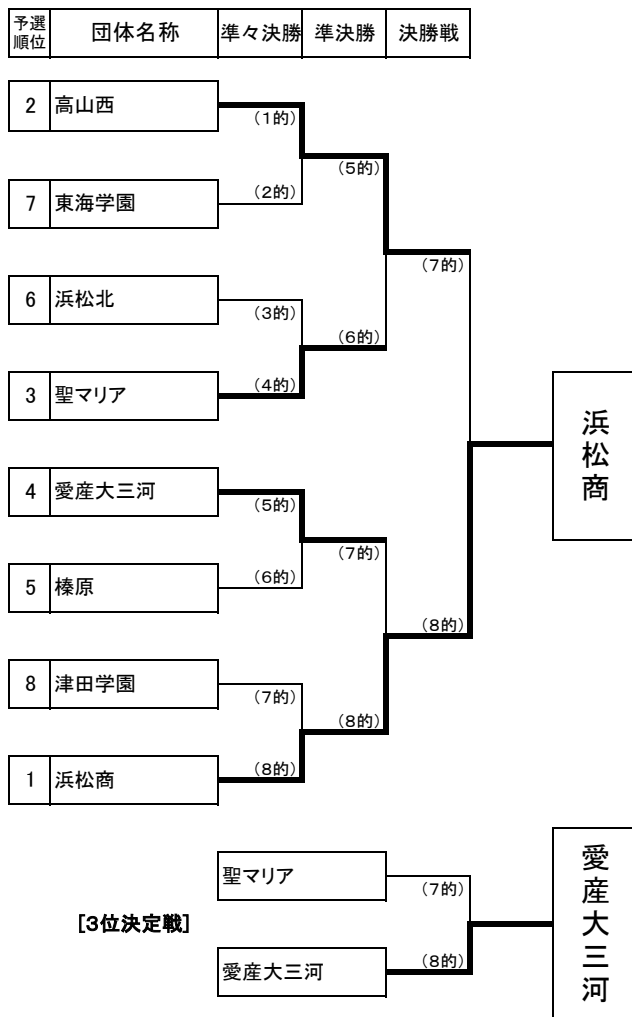 予選順位 団体名称 準々決勝 準決勝 決勝戦
2 高山西
(1的)
(5的)
7 東海学園
(2的)
(7的)
6 浜松北
(3的)
(6的)
3 聖マリア
(4的)
浜松商
4 愛産大三河
(5的)
(7的)
5 榛原
(6的)
(8的)
8 津田学園
(7的)
(8的)
1 浜松商
(8的)
聖マリア
(7的)
[3位決定戦]
愛産大三河
愛産大三河
(8的)